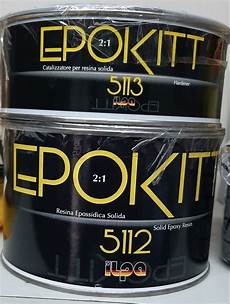 EPOKITT
2:1
Catalizzatore per resina solida
Hardener
5113
ilpa
EPOKITT
2:1
Resina Epossidica Solida
Solid Epoxy Resin
5112
ilpa